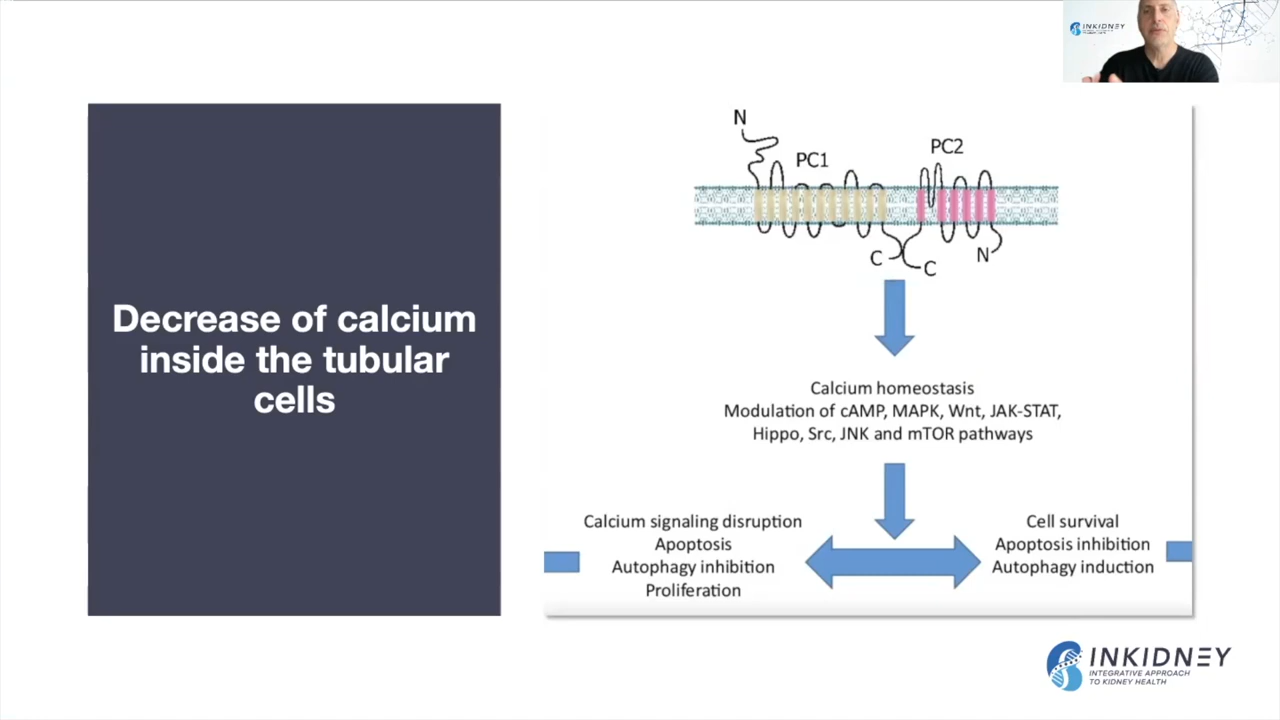 INKIDNEY
Decrease of calcium
inside the tubular
cells
N
PC1
PC2
C
C
N
Calcium homeostasis
Modulation of cAMP, MAPK, Wnt, JAK-STAT,
Hippo, Src, JNK and mTOR pathways
Calcium signaling disruption
Apoptosis
Autophagy inhibition
Proliferation
Cell survival
Apoptosis inhibition
Autophagy induction
INKIDNEY
INTEGRATIVE APPROACH
TO KIDNEY HEALTH